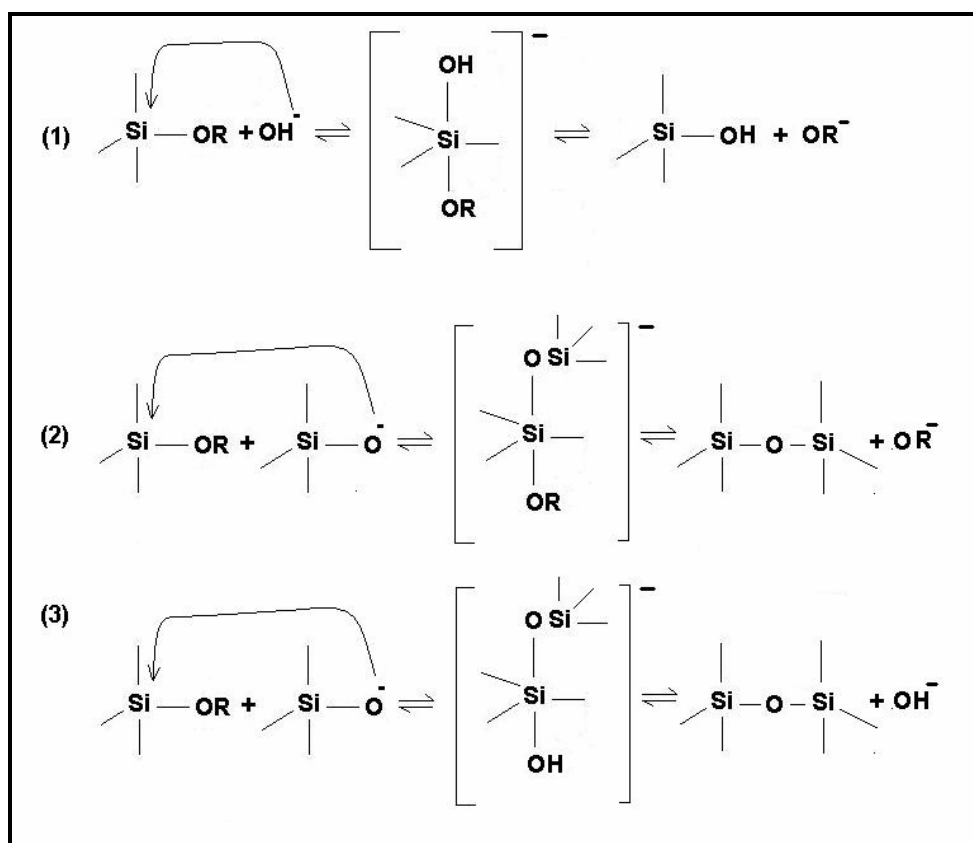 OH
(1) Si OR + OH⁻ ⇌ Si ⇌ Si OH + OR⁻
OR
O Si
(2) Si OR + Si O⁻ ⇌ Si ⇌ Si O Si + OR⁻
OR
(3) O Si
Si OR + Si O⁻ ⇌ Si ⇌ Si O Si + OH⁻
OH